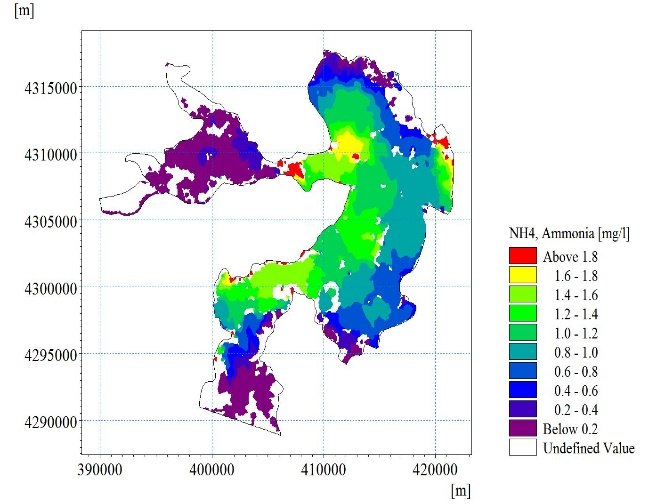 [m]
4315000
4310000
4305000
4300000
4295000
4290000
390000 400000 410000 420000
[m]
NH4, Ammonia [mg/l]
Above 1.8
1.6 - 1.8
1.4 - 1.6
1.2 - 1.4
1.0 - 1.2
0.8 - 1.0
0.6 - 0.8
0.4 - 0.6
0.2 - 0.4
Below 0.2
Undefined Value